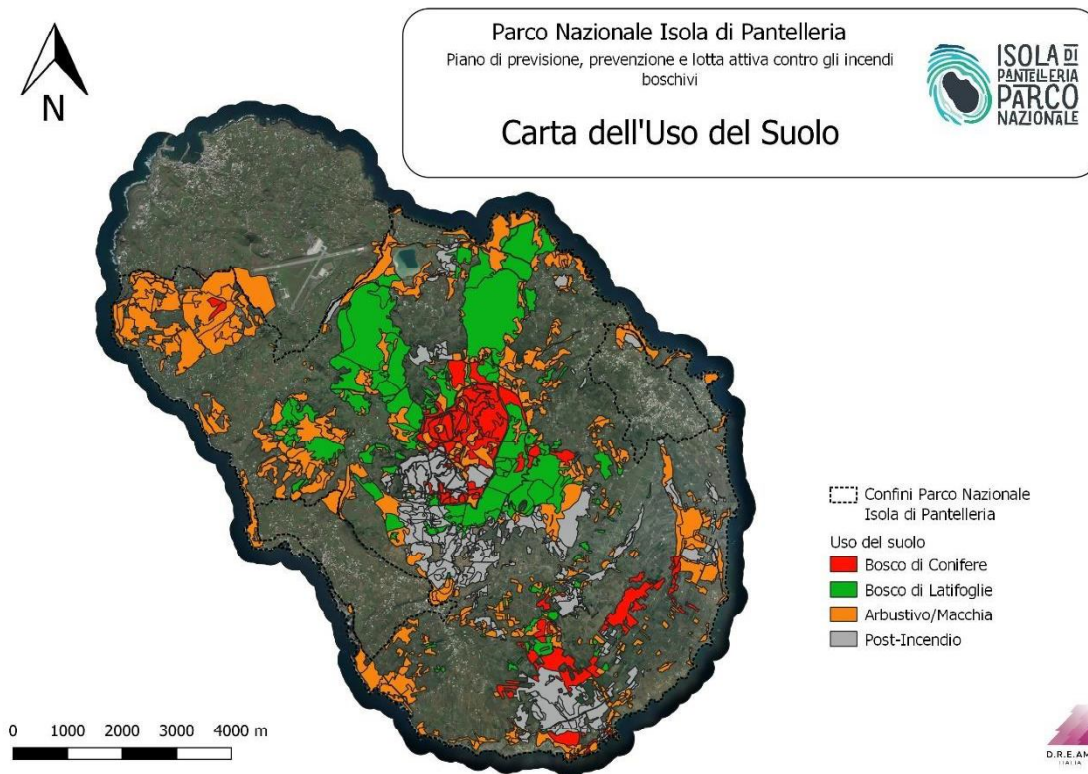 Parco Nazionale Isola di Pantelleria
Piano di previsione, prevenzione e lotta attiva contro gli incendi
boschivi
Carta dell'Uso del Suolo
ISOLA DI
PANTELLERIA
PARCO
NAZIONALE
N
Confini Parco Nazionale
Isola di Pantelleria
Uso del suolo
Bosco di Conifere
Bosco di Latifoglie
Arbustivo/Macchia
Post-Incendio
0 1000 2000 3000 4000 m
D.R.E.AM
ITALIA